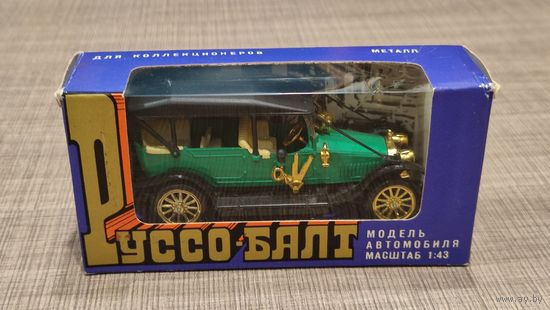 ДЛЯ КОЛЛЕКЦИОНЕРОВ МЕТАЛЛ
РУССО-БАЛТ
МОДЕЛЬ
АВТОМОБИЛЯ
МАСШТАБ 1:43
www.ay.by